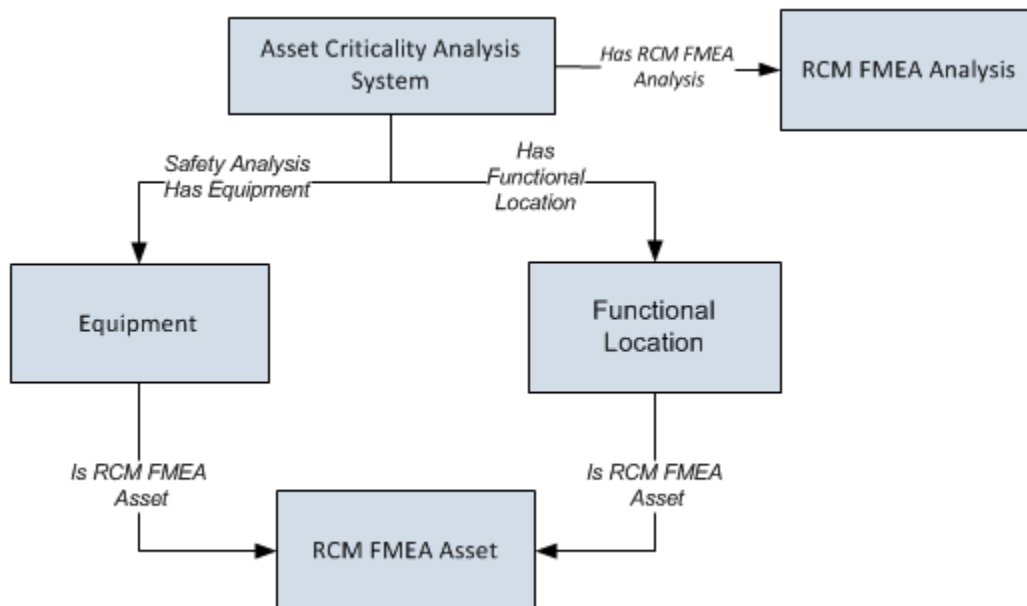 Asset Criticality Analysis
System
Has RCM FMEA
Analysis
RCM FMEA Analysis
Safety Analysis
Has Equipment
Has
Functional
Location
Equipment
Functional
Location
Is RCM FMEA
Asset
Is RCM FMEA
Asset
RCM FMEA Asset